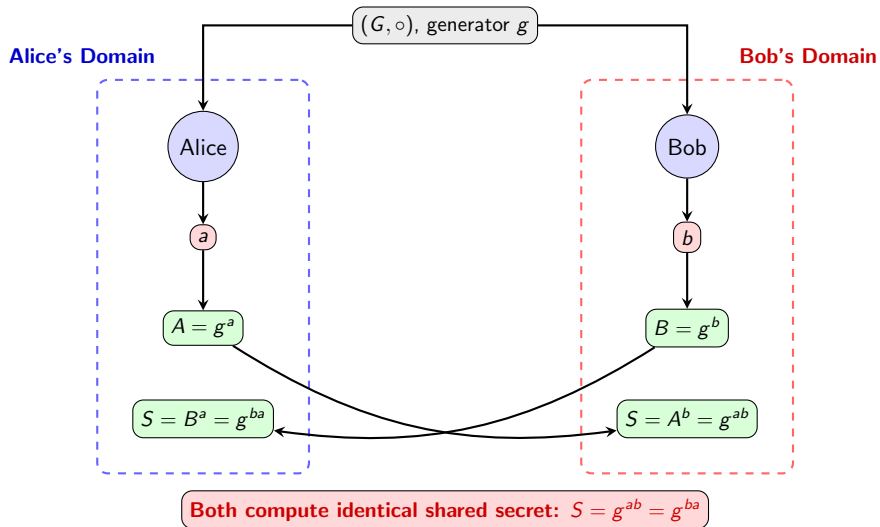 (G, ∘), generator g
Alice's Domain
Bob's Domain
Alice
Bob
a
b
A = g^a
B = g^b
S = B^a = g^{ba}
S = A^b = g^{ab}
Both compute identical shared secret: S = g^{ab} = g^{ba}